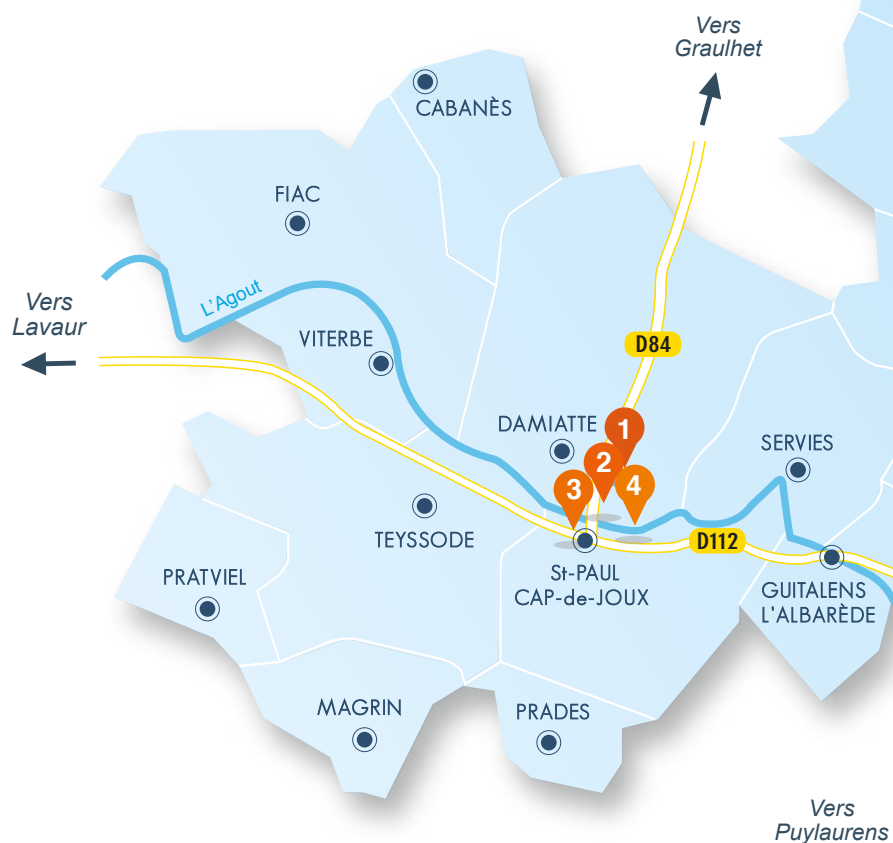 Vers
Graulhet
CABANÈS
FIAC
L'Agout
Vers
Lavaur
VITERBE
D84
DAMIATTE
1
2
3
4
SERVIES
TEYSSODE
D112
St-PAUL
CAP-de-JOUX
PRATVIEL
GUITALENS
L'ALBARÈDE
MAGRIN
PRADES
Vers
Puylaurens